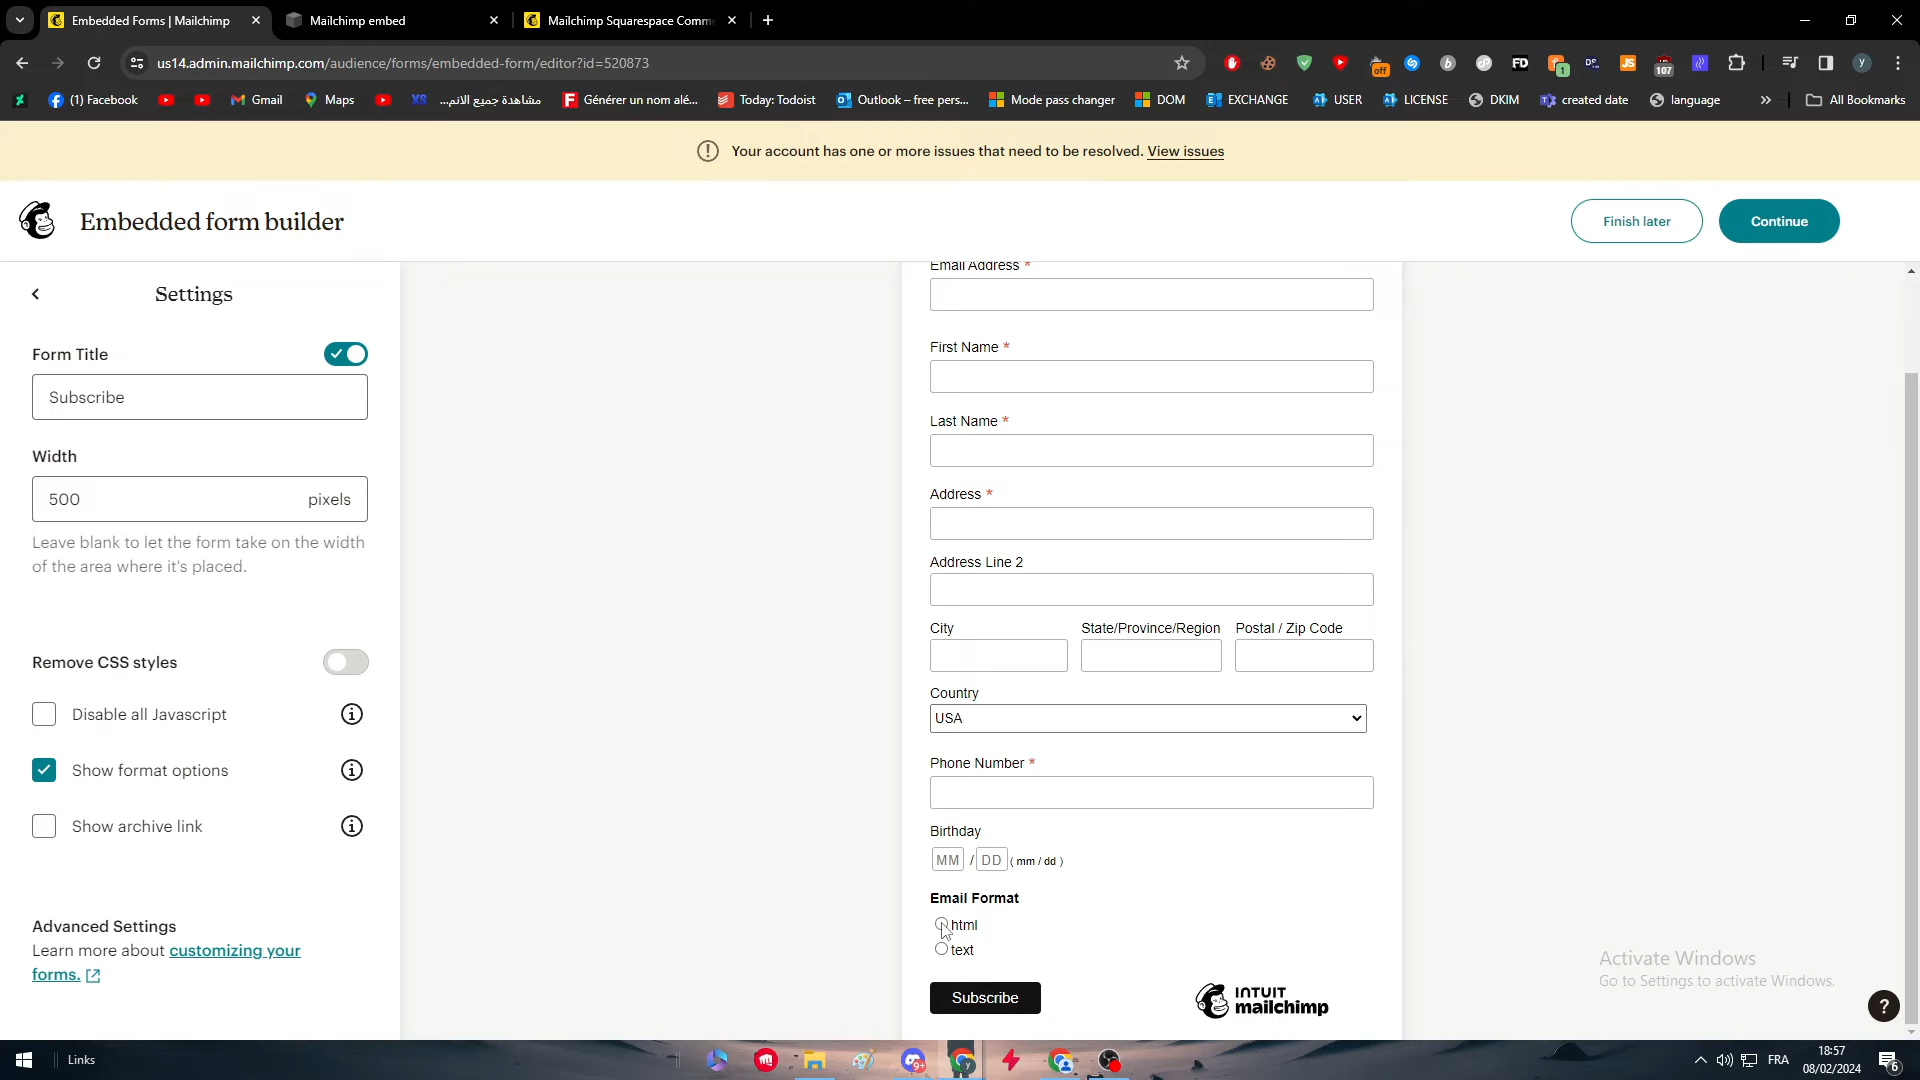 Embedded Forms | Mailchimp
Mailchimp embed
Mailchimp Squarespace Comm
us14.admin.mailchimp.com/audience/forms/embedded-form/editor?id=520873
off
FD
1
JS
107
y
(1) Facebook
Gmail
Maps
مشاهدة جميع الانم...
Générer un nom alé...
Today: Todoist
Outlook – free pers...
Mode pass changer
DOM
EXCHANGE
USER
LICENSE
DKIM
created date
language
All Bookmarks
Your account has one or more issues that need to be resolved. View issues
Embedded form builder
Finish later
Continue
Settings
Form Title
Subscribe
Width
500 pixels
Leave blank to let the form take on the width
of the area where it's placed.
Remove CSS styles
Disable all Javascript
Show format options
Show archive link
Advanced Settings
Learn more about customizing your
forms.
Email Address *
First Name *
Last Name *
Address *
Address Line 2
City State/Province/Region Postal / Zip Code
Country
USA
Phone Number *
Birthday
MM / DD ( mm / dd )
Email Format
html
text
Subscribe
INTUIT
mailchimp
Activate Windows
Go to Settings to activate Windows.
?
Links
9+
FRA
18:57
08/02/2024
6